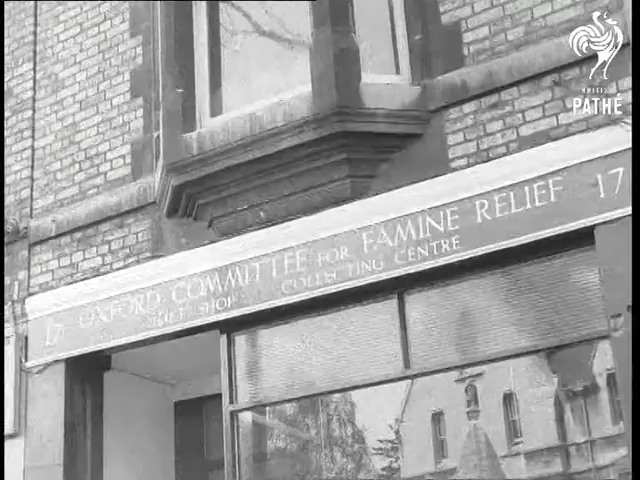 BRITISH
PATHÉ
17 OXFORD COMMITTEE FOR FAMINE RELIEF 17
GIFT SHOP & COLLECTING CENTRE